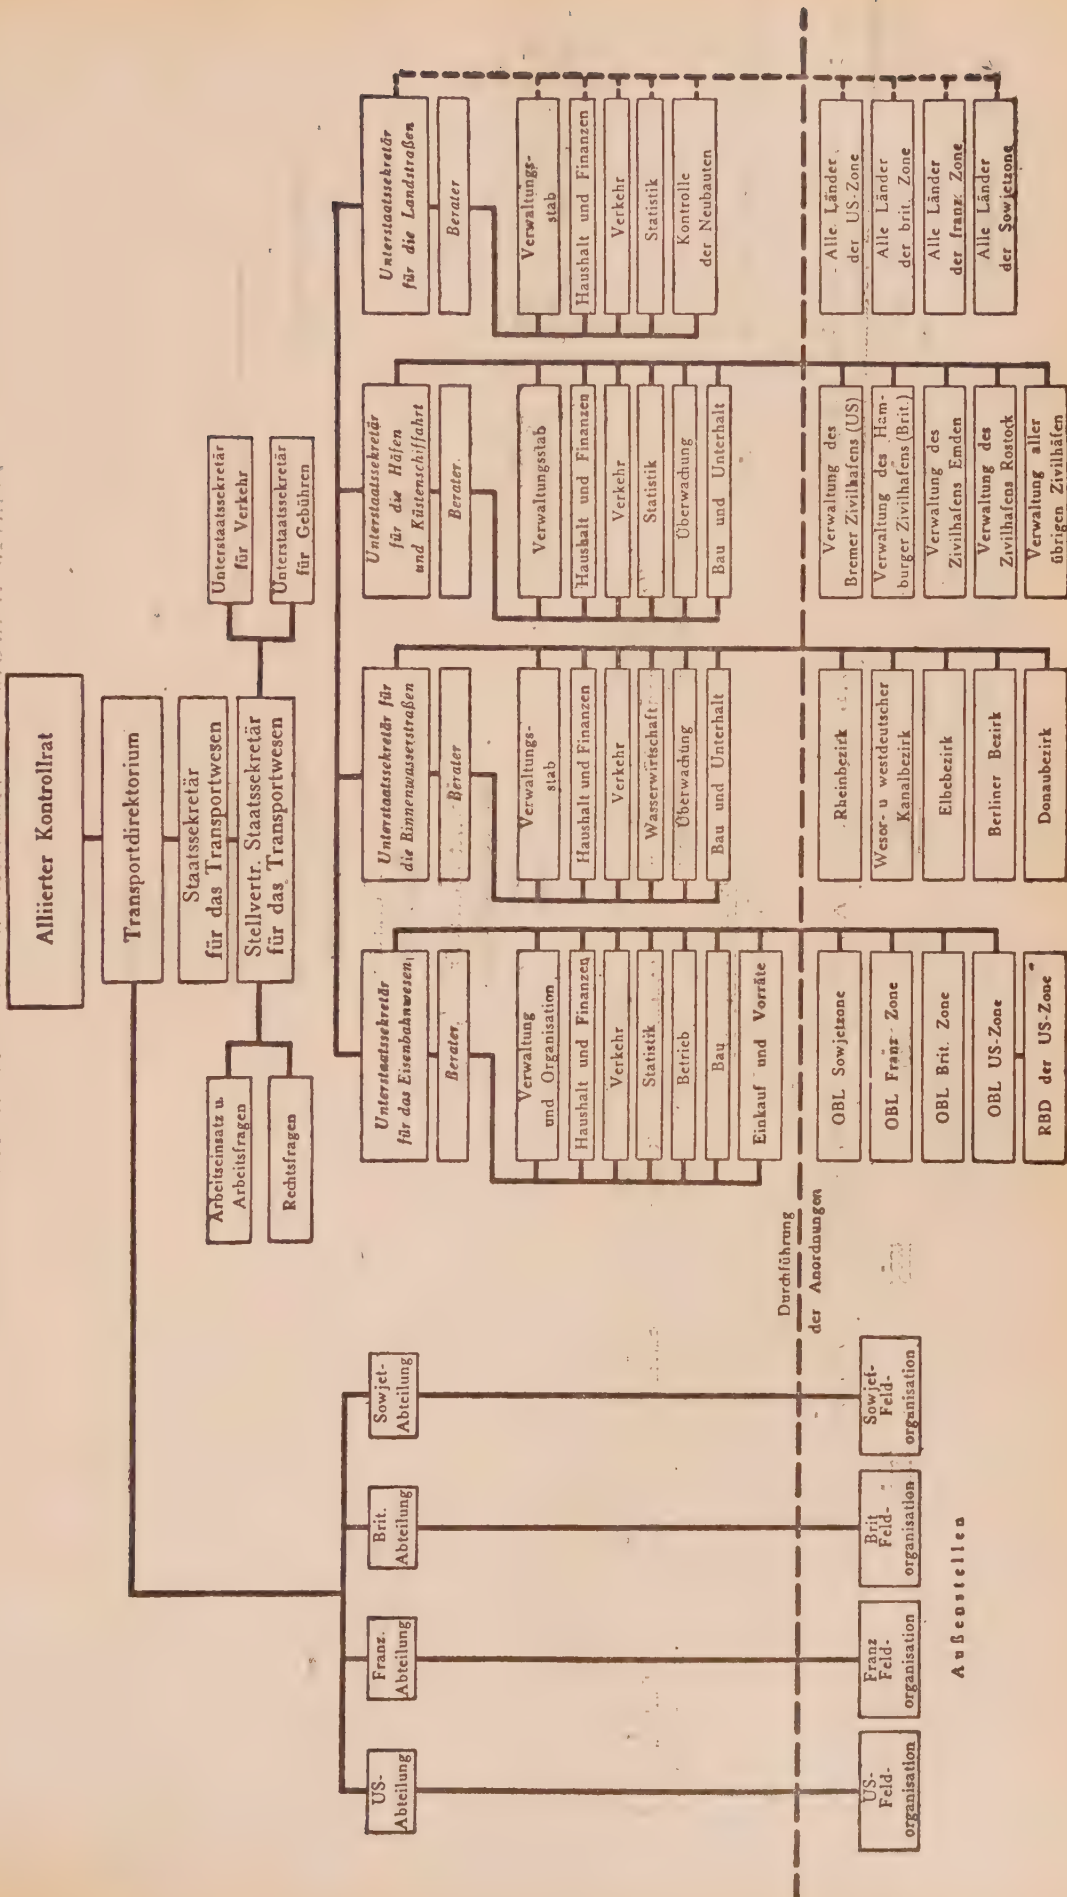 Alliierter Kontrollrat
Transportdirektorium
Staatssekretär
für das Transportwesen
Stellvertr. Staatssekretär
für das Transportwesen
Arbeitseinsatz u.
Arbeitsfragen
Rechtsfragen
Unterstaatssekretär
für Verkehr
Unterstaatssekretär
für Gebühren
US-
Abteilung
Franz.
Abteilung
Brit.
Abteilung
Sowjet-
Abteilung
Unterstaatssekretär
für das Eisenbahnwesen
Berater
Verwaltung
und Organisation
Haushalt und Finanzen
Verkehr
Statistik
Betrieb
Bau
Einkauf und Vorräte
Unterstaatssekretär für
die Binnenwasserstraßen
Berater
Verwaltungs-
stab
Haushalt und Finanzen
Verkehr
Wasserwirtschaft
Überwachung
Bau und Unterhalt
Unterstaatssekretär
für die Häfen
und Küstenschiffahrt
Berater
Verwaltungsstab
Haushalt und Finanzen
Verkehr
Statistik
Überwachung
Bau und Unterhalt
Unterstaatssekretär
für die Landstraßen
Berater
Verwaltungs-
stab
Haushalt und Finanzen
Verkehr
Statistik
Kontrolle
der Neubauten
Durchführung
der Anordnungen
US-
Feld-
organisation
Franz
Feld-
organisation
Brit
Feld-
organisation
Sowjet-
Feld-
organisation
Außenstellen
OBL Sowjetzone
OBL Franz Zone
OBL Brit. Zone
OBL US-Zone
RBD der US-Zone
Rheinbezirk
Weser- u westdeutscher
Kanalbezirk
Elbebezirk
Berliner Bezirk
Donaubezirk
Verwaltung des
Bremer Zivilhafens (US)
Verwaltung des Ham-
burger Zivilhafens (Brit.)
Verwaltung des
Zivilhafens Emden
Verwaltung des
Zivilhafens Rostock
Verwaltung aller
übrigen Zivilhäfen
Alle Länder
der US-Zone
Alle Länder
der brit. Zone
Alle Länder
der franz Zone
Alle Länder
der Sowjetzone